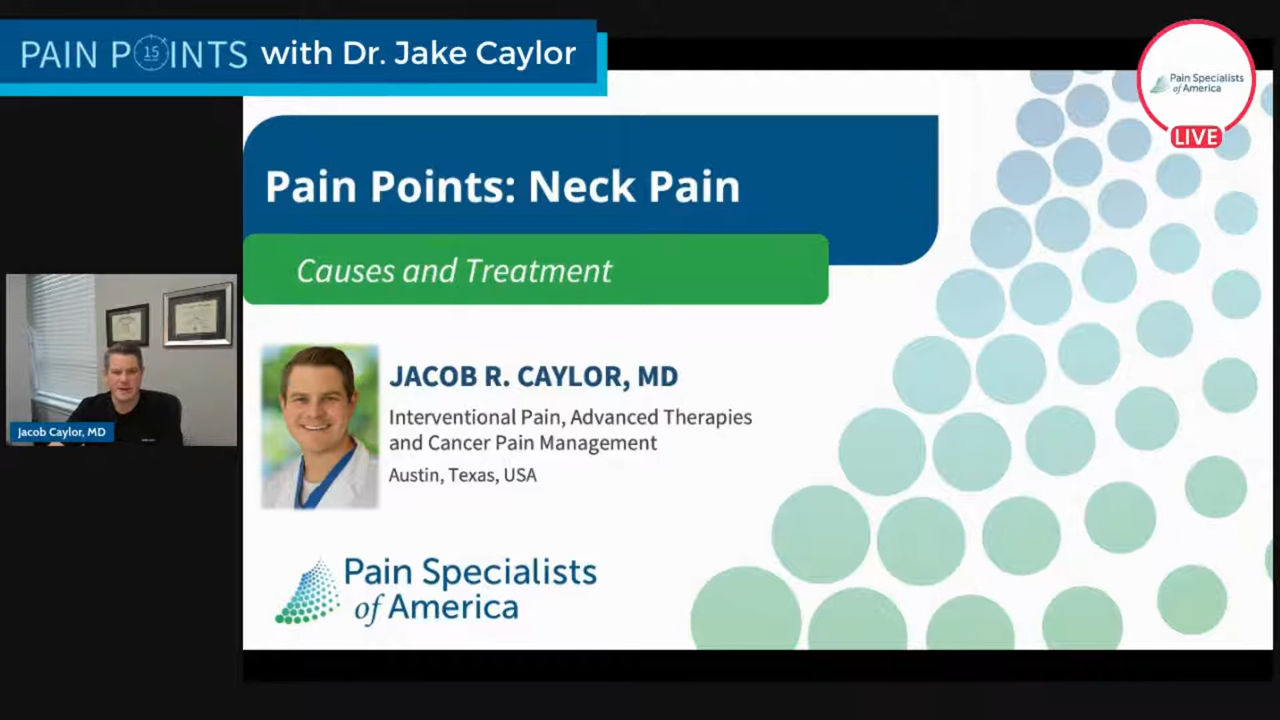 PAIN POINTS with Dr. Jake Caylor
15
Pain Specialists
of America
LIVE
Pain Points: Neck Pain
Causes and Treatment
JACOB R. CAYLOR, MD
Interventional Pain, Advanced Therapies
and Cancer Pain Management
Austin, Texas, USA
Jacob Caylor, MD
Pain Specialists
of America